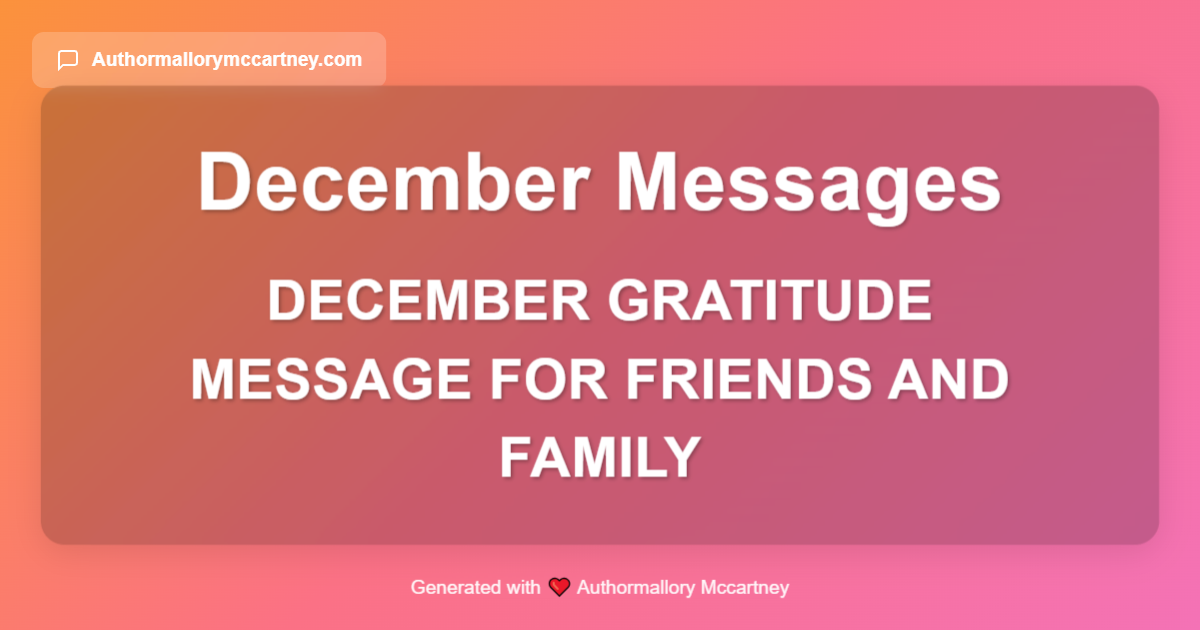 Authormallorymccartney.com
December Messages
DECEMBER GRATITUDE
MESSAGE FOR FRIENDS AND
FAMILY
Generated with ❤️ Authormallory Mccartney